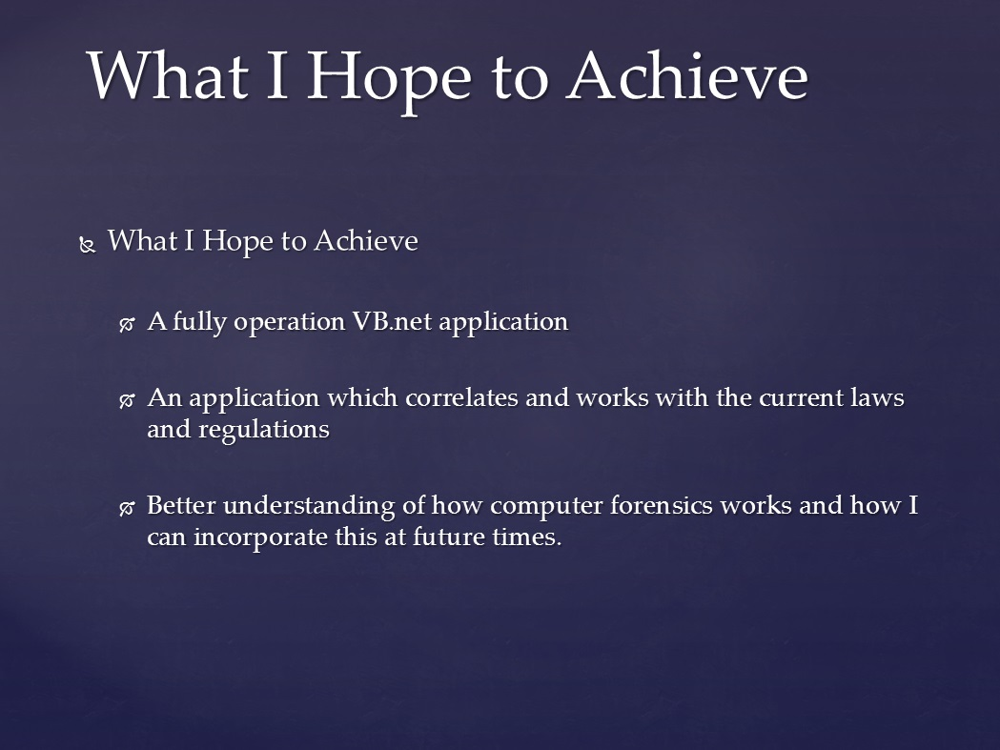 What I Hope to Achieve
What I Hope to Achieve
A fully operation VB.net application
An application which correlates and works with the current laws
and regulations
Better understanding of how computer forensics works and how I
can incorporate this at future times.